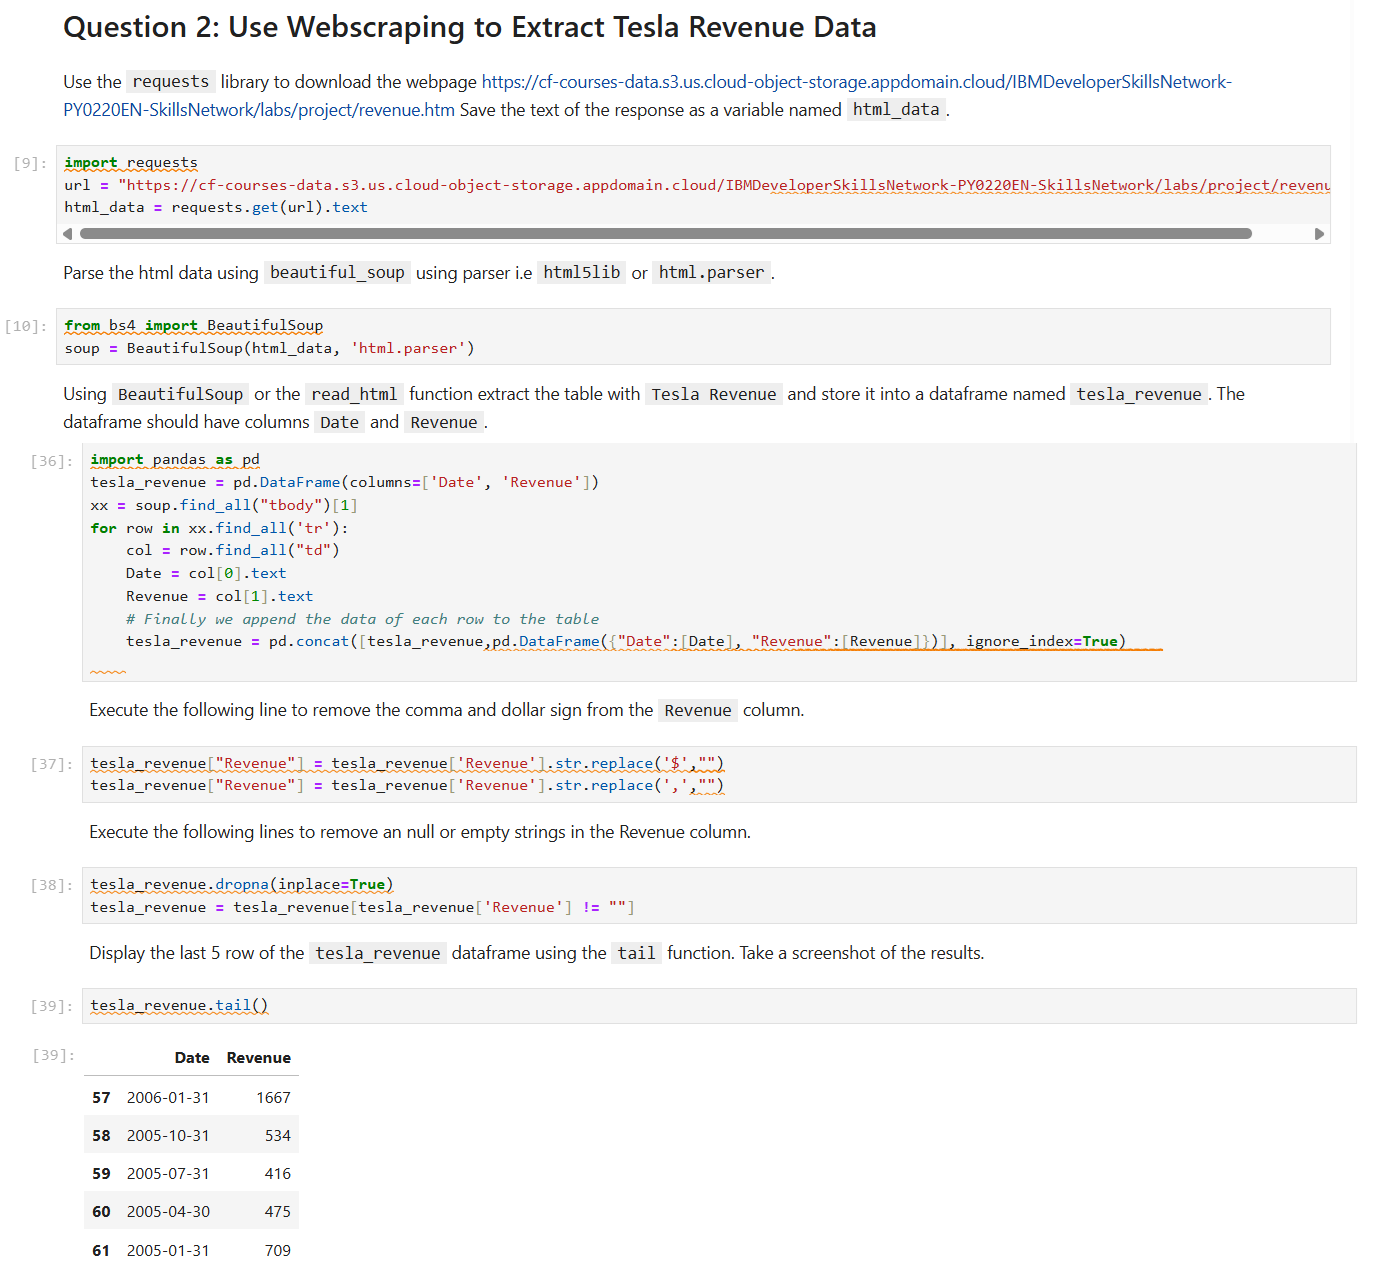 Question 2: Use Webscraping to Extract Tesla Revenue Data
Use the requests library to download the webpage https://cf-courses-data.s3.us.cloud-object-storage.appdomain.cloud/IBMDeveloperSkillsNetwork-
PY0220EN-SkillsNetwork/labs/project/revenue.htm Save the text of the response as a variable named html_data.
[9]: import requests
url = "https://cf-courses-data.s3.us.cloud-object-storage.appdomain.cloud/IBMDeveloperSkillsNetwork-PY0220EN-SkillsNetwork/labs/project/revenu
html_data = requests.get(url).text
Parse the html data using beautiful_soup using parser i.e html5lib or html.parser.
[10]: from bs4 import BeautifulSoup
soup = BeautifulSoup(html_data, 'html.parser')
Using BeautifulSoup or the read_html function extract the table with Tesla Revenue and store it into a dataframe named tesla_revenue. The
dataframe should have columns Date and Revenue.
[36]: import pandas as pd
tesla_revenue = pd.DataFrame(columns=['Date', 'Revenue'])
xx = soup.find_all("tbody")[1]
for row in xx.find_all('tr'):
    col = row.find_all("td")
    Date = col[0].text
    Revenue = col[1].text
    # Finally we append the data of each row to the table
    tesla_revenue = pd.concat([tesla_revenue,pd.DataFrame({"Date":[Date], "Revenue":[Revenue]})], ignore_index=True)
Execute the following line to remove the comma and dollar sign from the Revenue column.
[37]: tesla_revenue["Revenue"] = tesla_revenue['Revenue'].str.replace('$',"")
tesla_revenue["Revenue"] = tesla_revenue['Revenue'].str.replace(',',"")
Execute the following lines to remove an null or empty strings in the Revenue column.
[38]: tesla_revenue.dropna(inplace=True)
tesla_revenue = tesla_revenue[tesla_revenue['Revenue'] != ""]
Display the last 5 row of the tesla_revenue dataframe using the tail function. Take a screenshot of the results.
[39]: tesla_revenue.tail()
[39]: Date Revenue
57 2006-01-31 1667
58 2005-10-31 534
59 2005-07-31 416
60 2005-04-30 475
61 2005-01-31 709